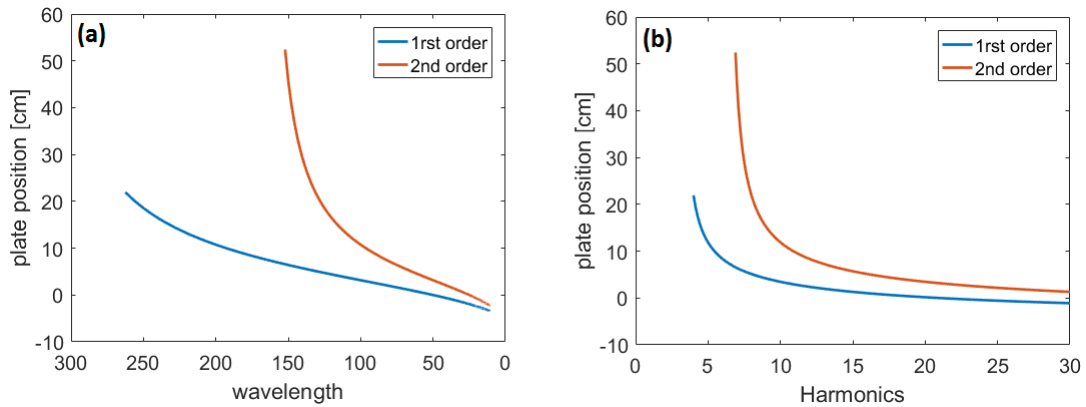 (a)
1rst order
2nd order
60
50
40
30
20
10
0
-10
plate position [cm]
300 250 200 150 100 50 0
wavelength
(b)
1rst order
2nd order
60
50
40
30
20
10
0
-10
plate position [cm]
0 5 10 15 20 25 30
Harmonics